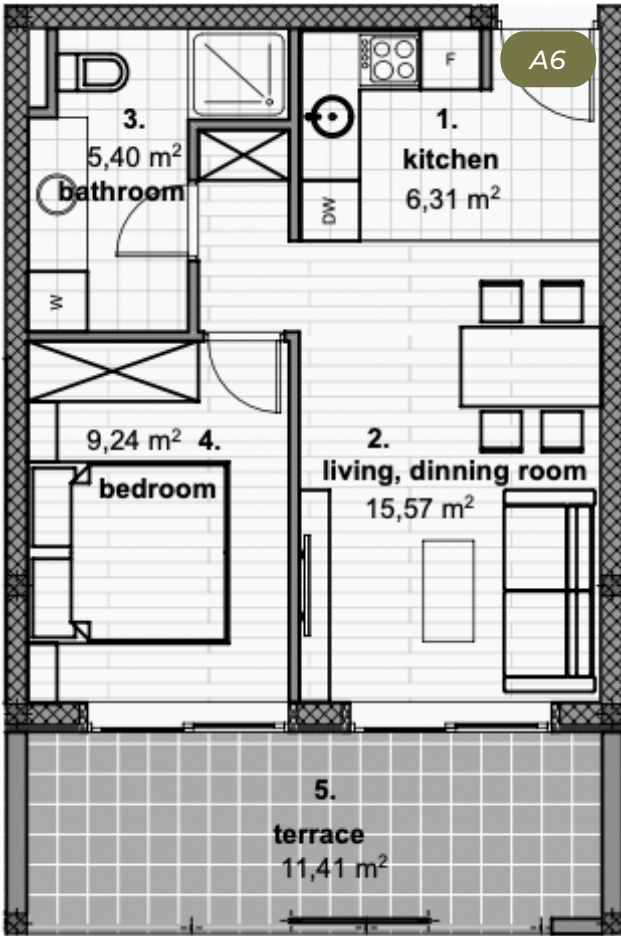 A6
F
3.
5,40 m²
bathroom
1.
kitchen
6,31 m²
DW
W
9,24 m² 4.
bedroom
2.
living, dinning room
15,57 m²
5.
terrace
11,41 m²